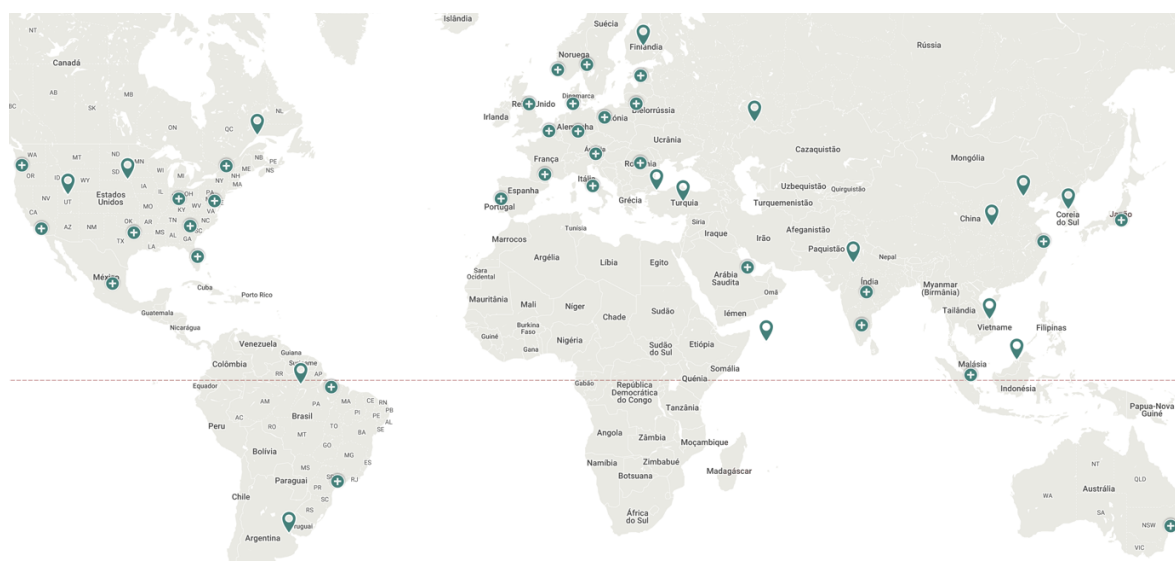 Islândia
Suécia
NT
Finlândia
Noruega
Rússia
Canadá
AB
MB
SK
NL
BC
ON
QC
Dinamarca
Reino Unido
Irlanda
Alemanha
Bielorrússia
Ucrânia
Cazaquistão
Mongólia
WA
MT
ND
MN
NB
PE
NS
ME
OR
ID
WY
SD
WI
MI
NY
NH
MA
França
Áustria
Romênia
Itália
NV
UT
Estados
Unidos
IA
IL
OH
PA
Espanha
Portugal
Grécia
Turquia
Uzbequistão
Quirguistão
Turquemenistão
China
Coreia
do Sul
Japão
CA
MO
KY
WV
VA
AZ
NM
OK
AR
TN
NC
SC
TX
LA
MS
AL
GA
Marrocos
Tunísia
Síria
Iraque
Irão
Afeganistão
Paquistão
Nepal
Argélia
Líbia
Egito
Sara
Ocidental
Arábia
Saudita
Omã
Índia
Myanmar
(Birmânia)
México
Cuba
Porto Rico
Guatemala
Nicarágua
Mauritânia
Mali
Níger
Chade
Sudão
Iémen
Tailândia
Vietname
Filipinas
Guiné
Burkina
Faso
Gana
Nigéria
Sudão
do Sul
Etiópia
Somália
Venezuela
Guiana
Suriname
Colômbia
RR
AP
Malásia
Equador
Gabão
República
Democrática
do Congo
Quénia
Indonésia
AM
PA
MA
CE
RN
PB
PI
PE
AL
SE
Tanzânia
Papua-Nova
Guiné
Peru
AC
RO
Brasil
TO
BA
MT
GO
Angola
Zâmbia
Moçambique
Bolívia
MG
ES
MS
Namíbia
Zimbabué
Botsuana
Madagáscar
NT
QLD
Paraguai
SP
RJ
PR
SC
Chile
WA
Austrália
SA
RS
Uruguai
Argentina
África
do Sul
NSW
VIC